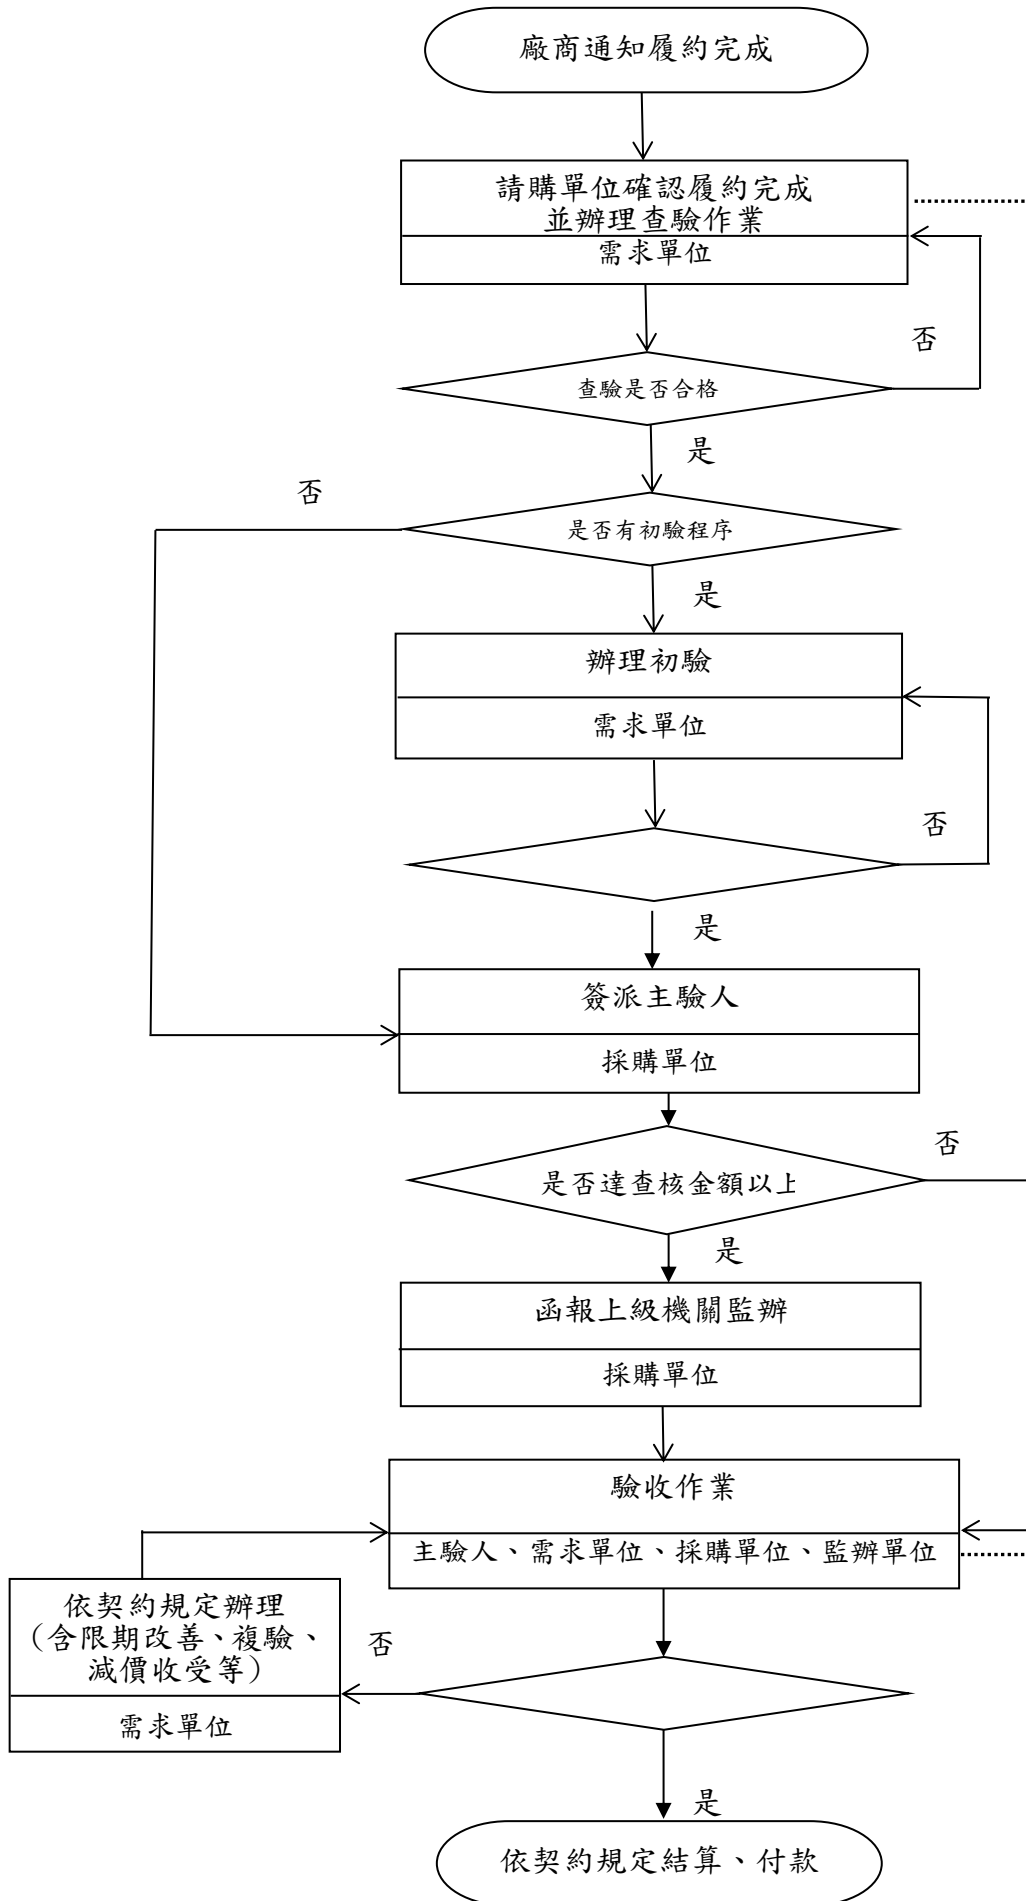 廠商通知履約完成
請購單位確認履約完成
並辦理查驗作業
需求單位
否
查驗是否合格
是
否
是否有初驗程序
是
辦理初驗
需求單位
否
是
簽派主驗人
採購單位
否
是否達查核金額以上
是
函報上級機關監辦
採購單位
驗收作業
主驗人、需求單位、採購單位、監辦單位
依契約規定辦理
（含限期改善、複驗、
減價收受等）
需求單位
否
是
依契約規定結算、付款